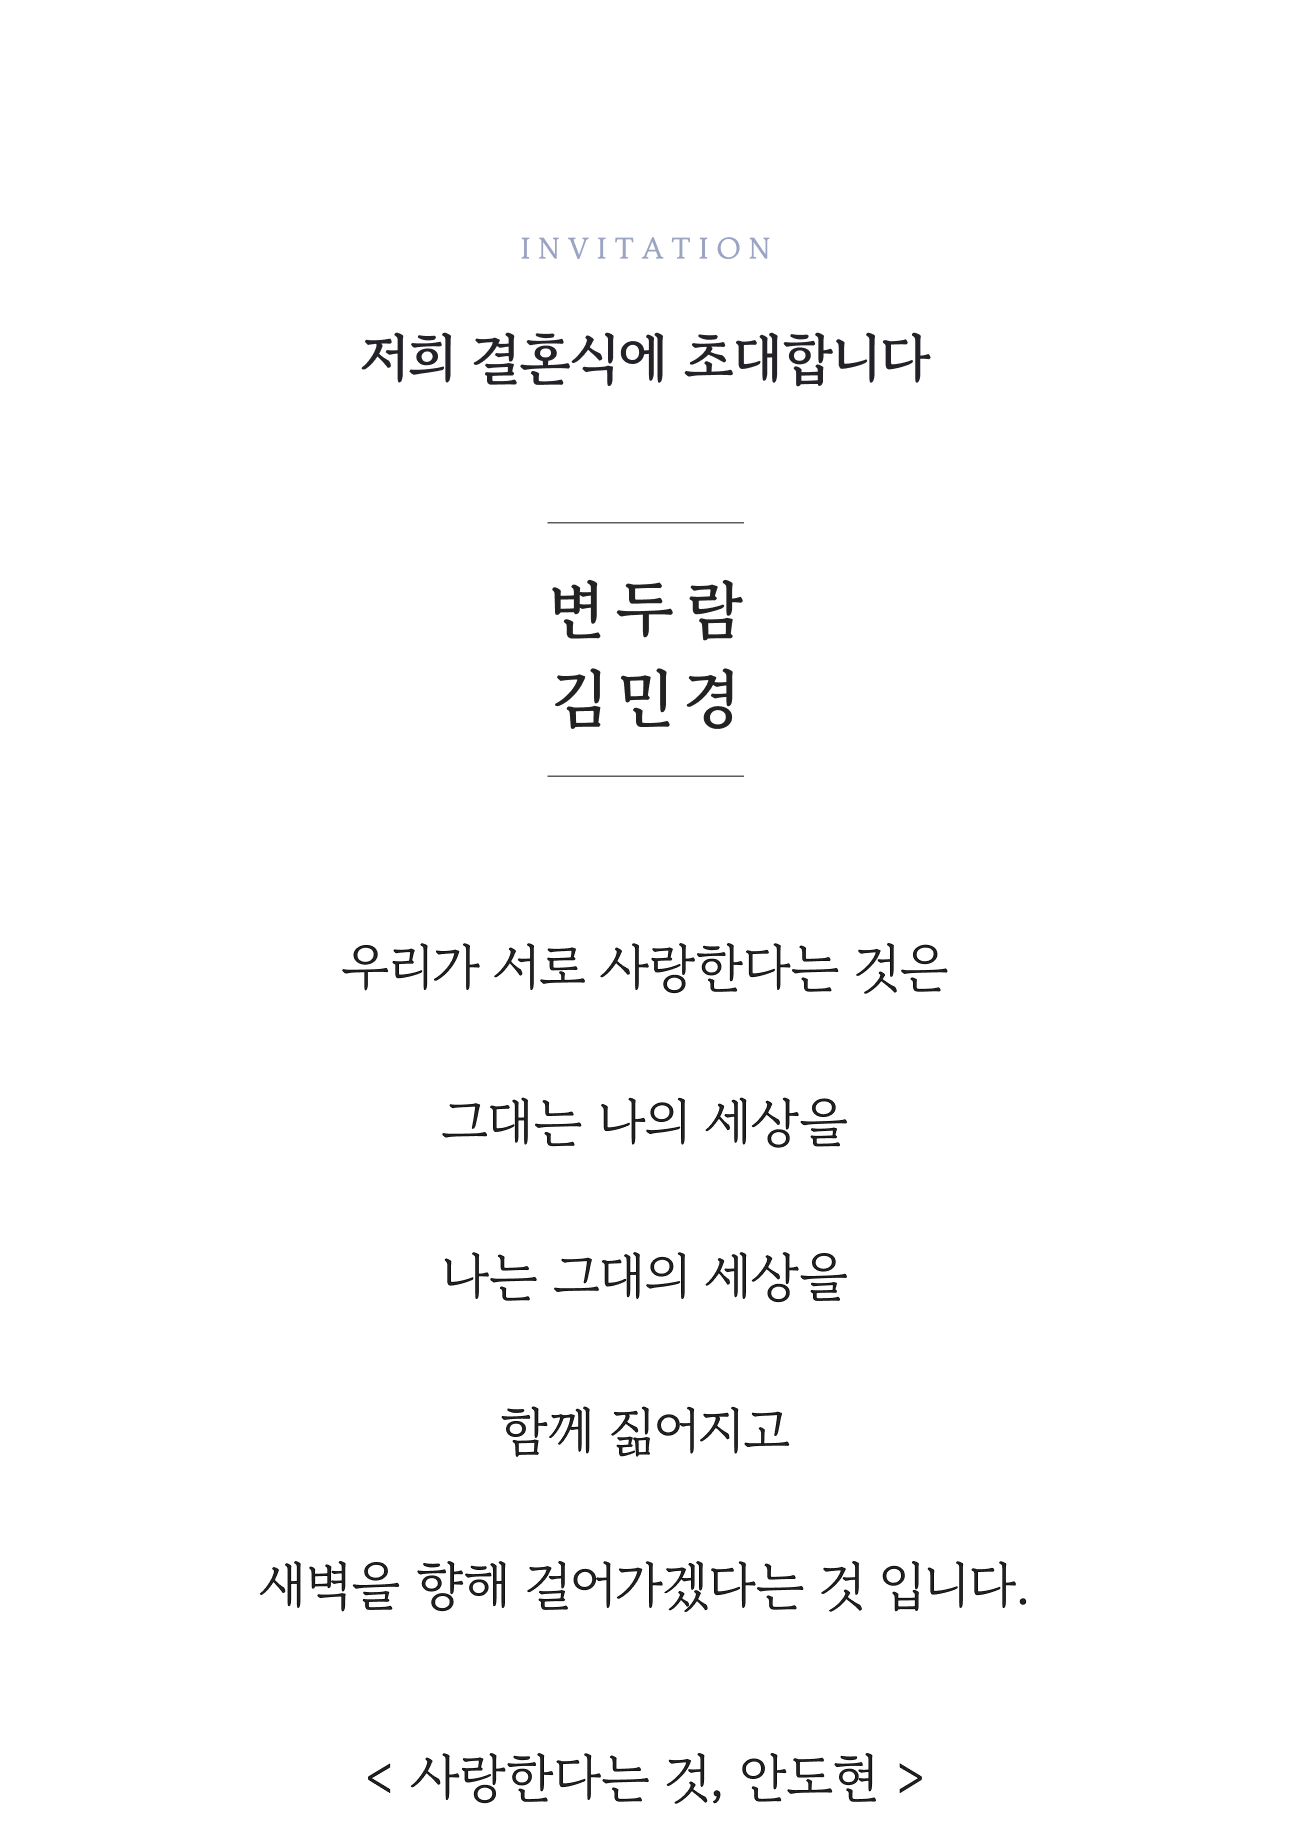 INVITATION
저희 결혼식에 초대합니다
변두람
김민경
우리가 서로 사랑한다는 것은
그대는 나의 세상을
나는 그대의 세상을
함께 짊어지고
새벽을 향해 걸어가겠다는 것 입니다.
< 사랑한다는 것, 안도현 >